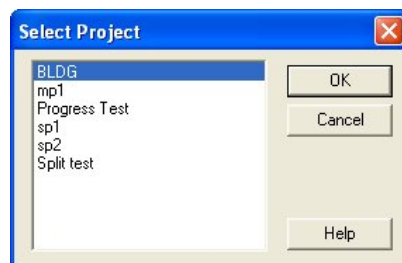 Select Project
BLDG
mp1
Progress Test
sp1
sp2
Split test
OK
Cancel
Help